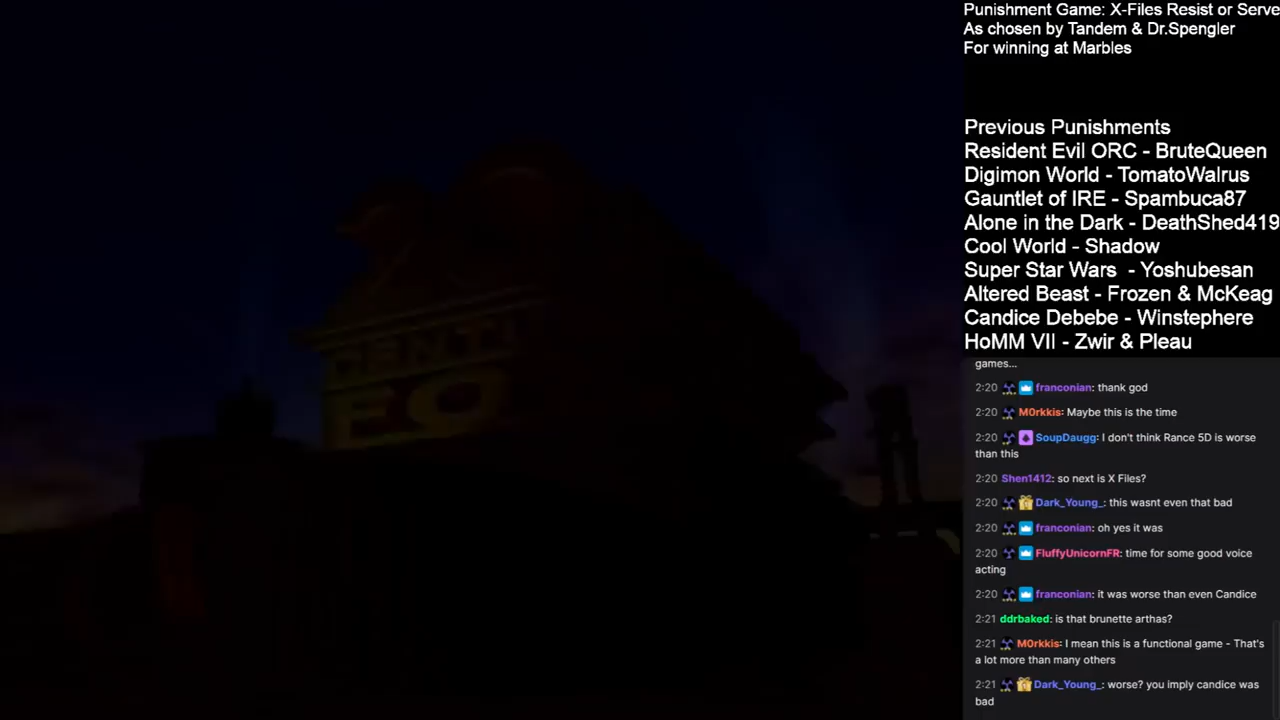 Punishment Game: X-Files Resist or Serve
As chosen by Tandem & Dr.Spengler
For winning at Marbles
Previous Punishments
Resident Evil ORC - BruteQueen
Digimon World - TomatoWalrus
Gauntlet of IRE - Spambuca87
Alone in the Dark - DeathShed419
Cool World - Shadow
Super Star Wars - Yoshubesan
Altered Beast - Frozen & McKeag
Candice Debebe - Winstephere
HoMM VII - Zwir & Pleau
games...
2:20 franconian: thank god
2:20 M0rkkis: Maybe this is the time
2:20 SoupDaugg: I don't think Rance 5D is worse
than this
2:20 Shen1412: so next is X Files?
2:20 Dark_Young_: this wasnt even that bad
2:20 franconian: oh yes it was
2:20 FluffyUnicornFR: time for some good voice
acting
2:20 franconian: it was worse than even Candice
2:21 ddrbaked: is that brunette arthas?
2:21 M0rkkis: I mean this is a functional game - That's
a lot more than many others
2:21 Dark_Young_: worse? you imply candice was
bad